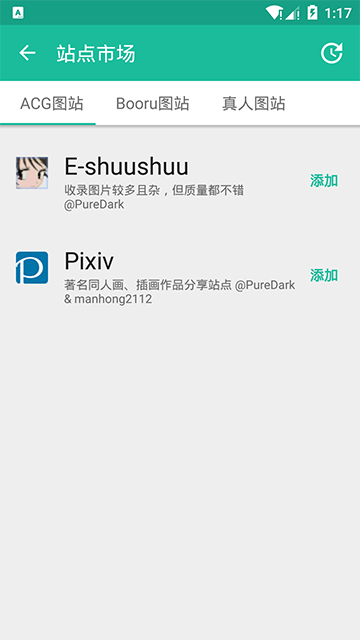 A
1:17
站点市场
ACG图站
Booru图站
真人图站
E-shuushuu
收录图片较多且杂，但质量都不错
@PureDark
添加
Pixiv
著名同人画、插画作品分享站点 @PureDark
& manhong2112
添加